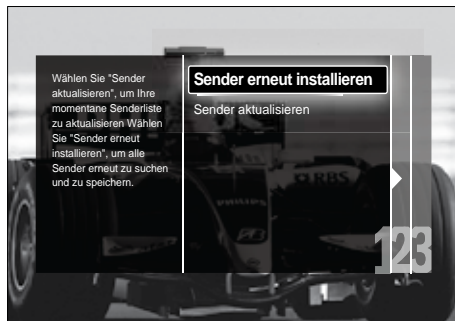 Wählen Sie "Sender
aktualisieren", um Ihre
momentane Senderliste
zu aktualisieren Wählen
Sie "Sender erneut
installieren", um alle
Sender erneut zu suchen
und zu speichern.
Sender erneut installieren
Sender aktualisieren
RBS
PHILIPS
123